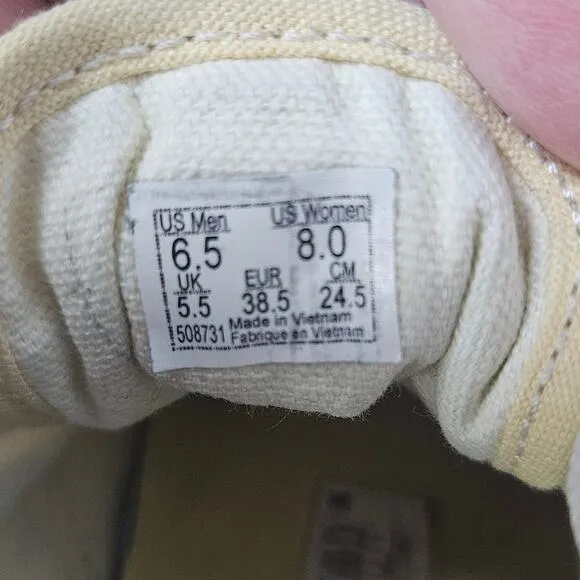 US Men US Women
6.5 8.0
UK EUR CM
5.5 38.5 24.5
508731 Made in Vietnam
Fabriqué en Vietnam